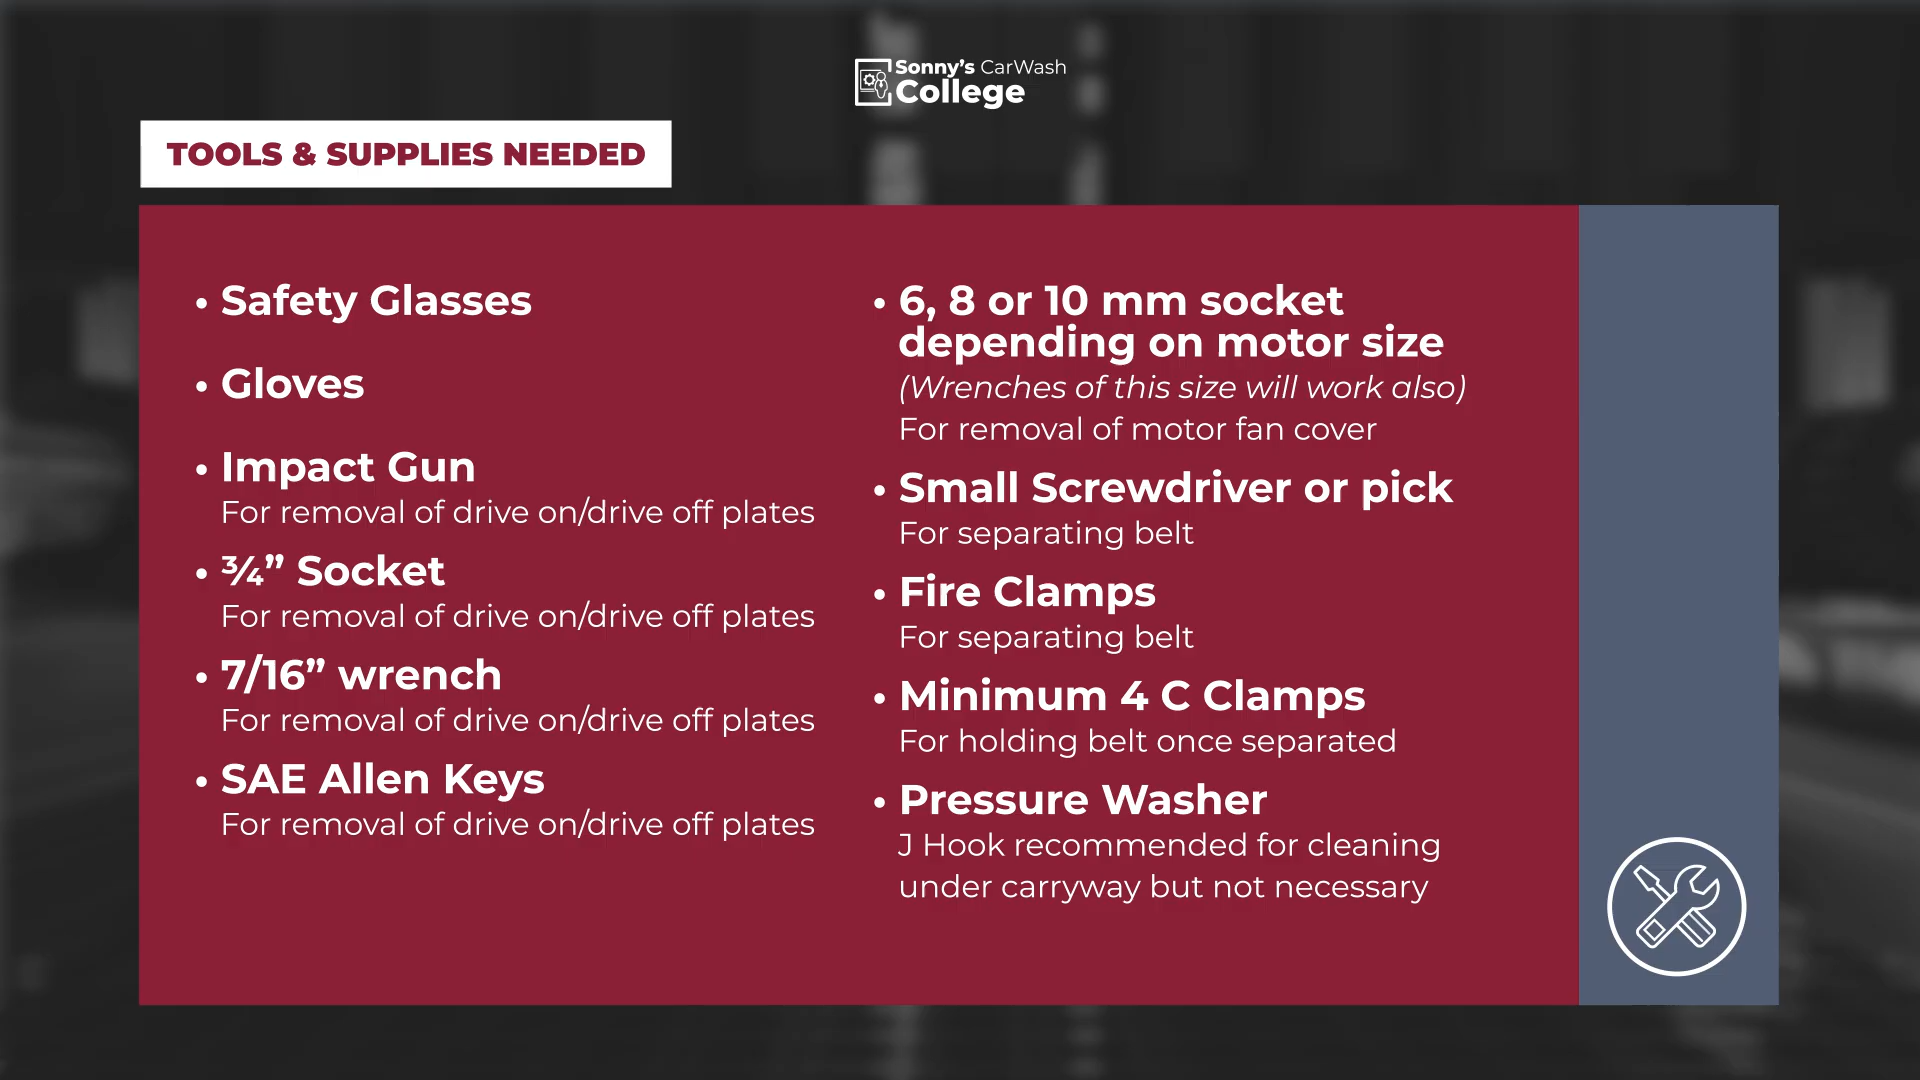 Sonny's CarWash
College
TOOLS & SUPPLIES NEEDED
• Safety Glasses
• Gloves
• Impact Gun
For removal of drive on/drive off plates
• ¾” Socket
For removal of drive on/drive off plates
• 7/16” wrench
For removal of drive on/drive off plates
• SAE Allen Keys
For removal of drive on/drive off plates
• 6, 8 or 10 mm socket
depending on motor size
(Wrenches of this size will work also)
For removal of motor fan cover
• Small Screwdriver or pick
For separating belt
• Fire Clamps
For separating belt
• Minimum 4 C Clamps
For holding belt once separated
• Pressure Washer
J Hook recommended for cleaning
under carryway but not necessary